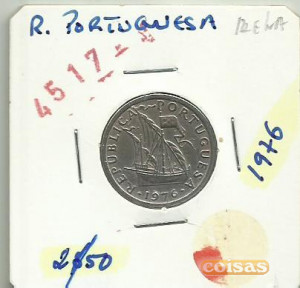 R. PORTUGUESA
4517
REPUBLICA PORTUGUESA
1976
1976
2$50
coisas